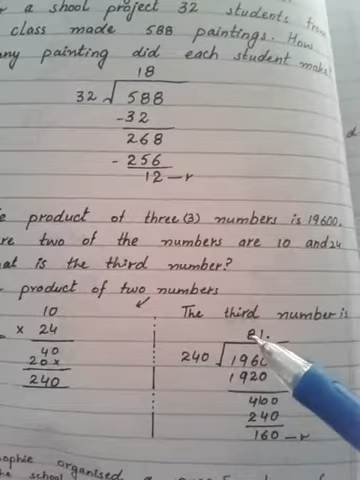 r a shool project 32 students from
class made 588 paintings. How
any painting did each student make
18
32 √ 588
-32
268
- 256
12 - r
e product of three (3) numbers is 19600.
are two of the numbers are 10 and 24
at is the third number?
product of two numbers
10
× 24
40
20×
240
The third number is
81.
240 √ 1960
1920
400
240
160 - r
ophie organised a
the school